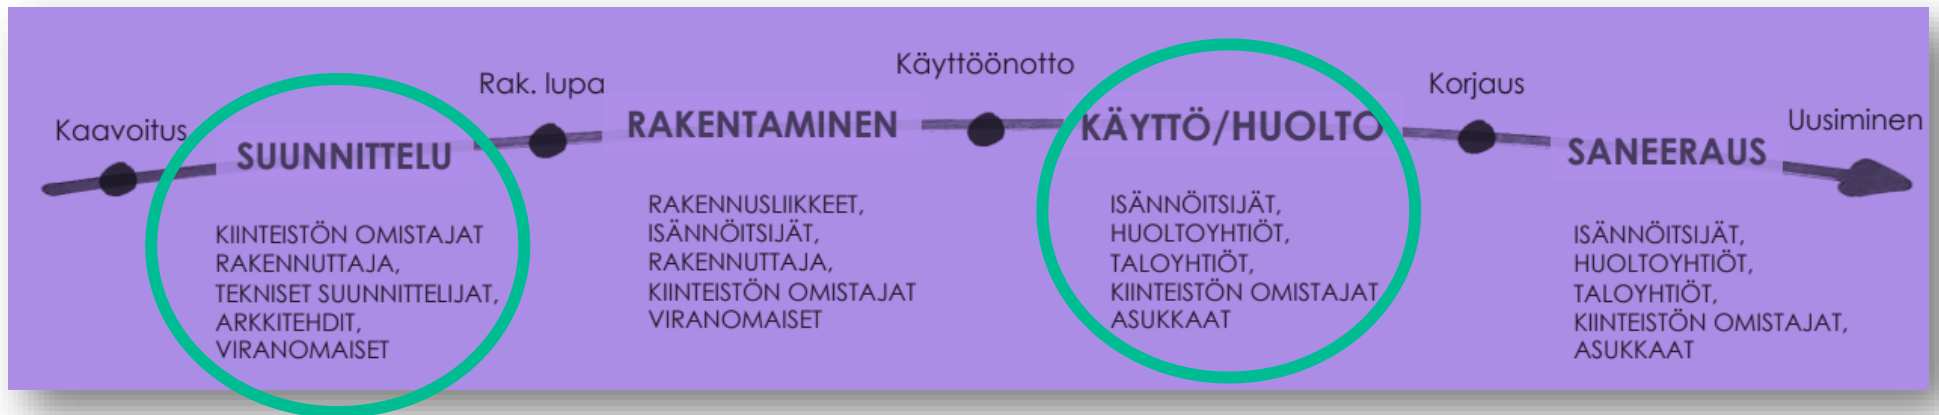 Kaavoitus
SUUNNITTELU
KIINTEISTÖN OMISTAJAT
RAKENNUTTAJA,
TEKNISET SUUNNITTELIJAT,
ARKKITEHDIT,
VIRANOMAISET
Rak. lupa
RAKENTAMINEN
RAKENNUSLIIKKEET,
ISÄNNÖITSIJÄT,
RAKENNUTTAJA,
KIINTEISTÖN OMISTAJAT
VIRANOMAISET
Käyttöönotto
KÄYTTÖ/HUOLTO
ISÄNNÖITSIJÄT,
HUOLTOYHTIÖT,
TALOYHTIÖT,
KIINTEISTÖN OMISTAJAT
ASUKKAAT
Korjaus
SANEERAUS
ISÄNNÖITSIJÄT,
HUOLTOYHTIÖT,
TALOYHTIÖT,
KIINTEISTÖN OMISTAJAT,
ASUKKAAT
Uusiminen